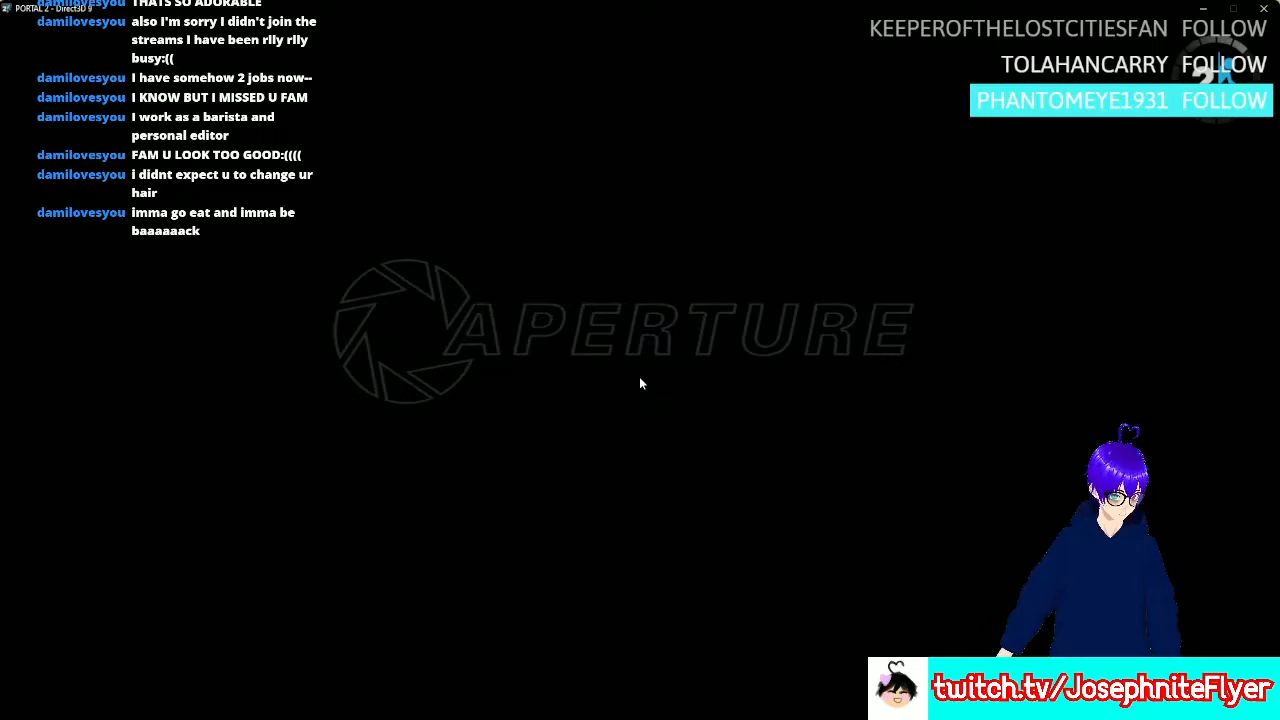 PORTAL 2 - Direct3D 9
damilovesyou THATS SO ADORABLE
damilovesyou also I'm sorry I didn't join the
streams I have been rlly rlly
busy:((
damilovesyou I have somehow 2 jobs now--
damilovesyou I KNOW BUT I MISSED U FAM
damilovesyou I work as a barista and
personal editor
damilovesyou FAM U LOOK TOO GOOD:((((
damilovesyou i didnt expect u to change ur
hair
damilovesyou imma go eat and imma be
baaaaaack
KEEPEROFTHELOSTCITIESFAN FOLLOW
TOLAHANCARRY FOLLOW
PHANTOMEYE1931 FOLLOW
2
APERTURE
twitch.tv/JosephniteFlyer